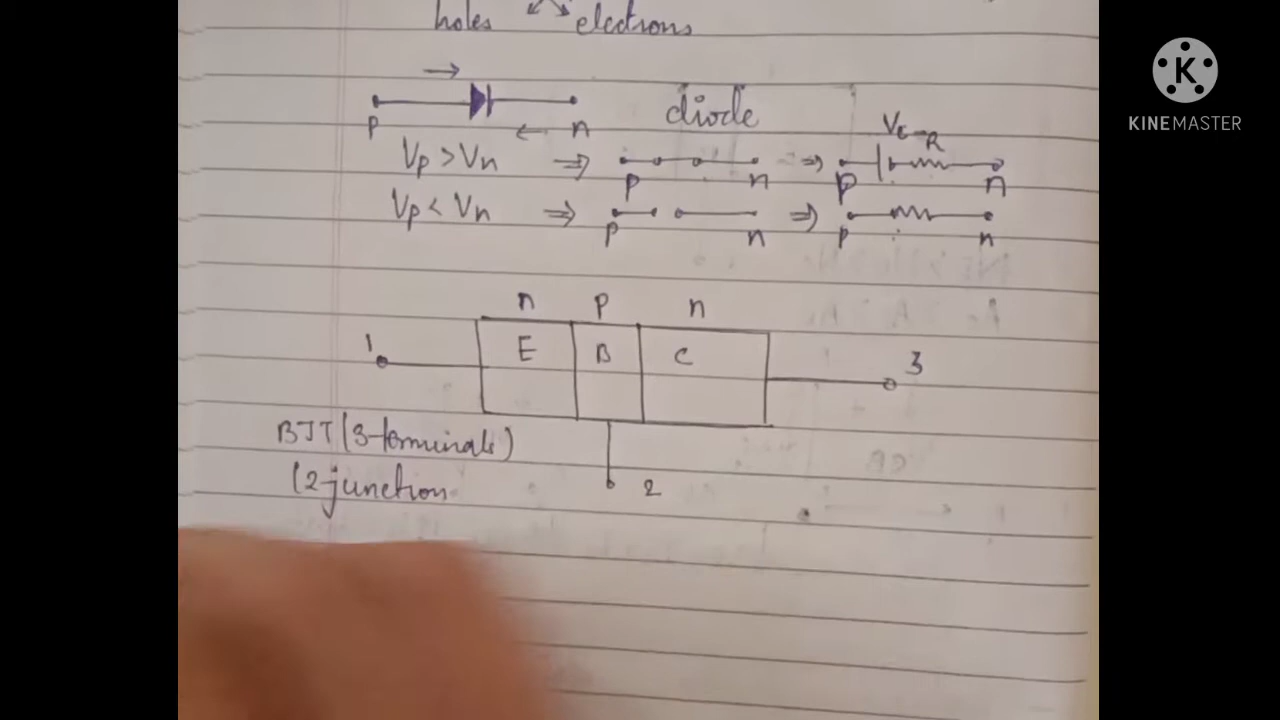 holes electrons
K
KINEMASTER
p n diode
Vp > Vn ⇒ p n ⇒ p n R
Vp < Vn ⇒ p n ⇒ p n
n p n
1 E B C 3
BJT (3-terminals)
(2 junction 2